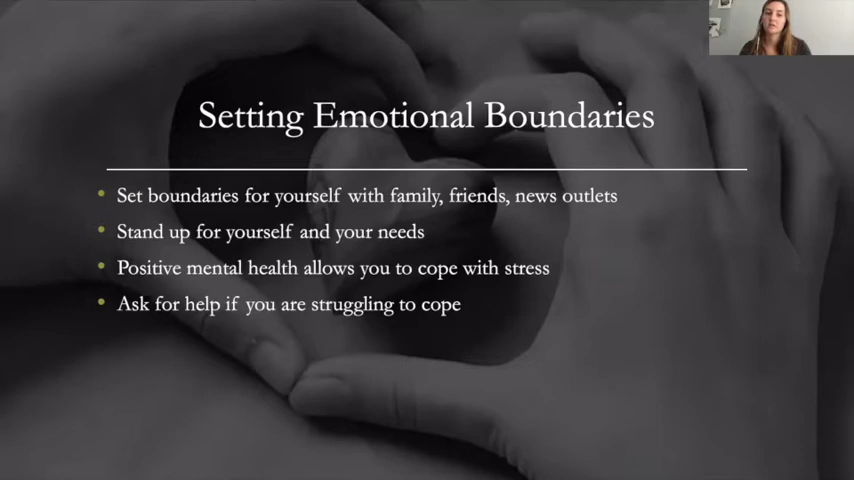 Setting Emotional Boundaries
Set boundaries for yourself with family, friends, news outlets
Stand up for yourself and your needs
Positive mental health allows you to cope with stress
Ask for help if you are struggling to cope